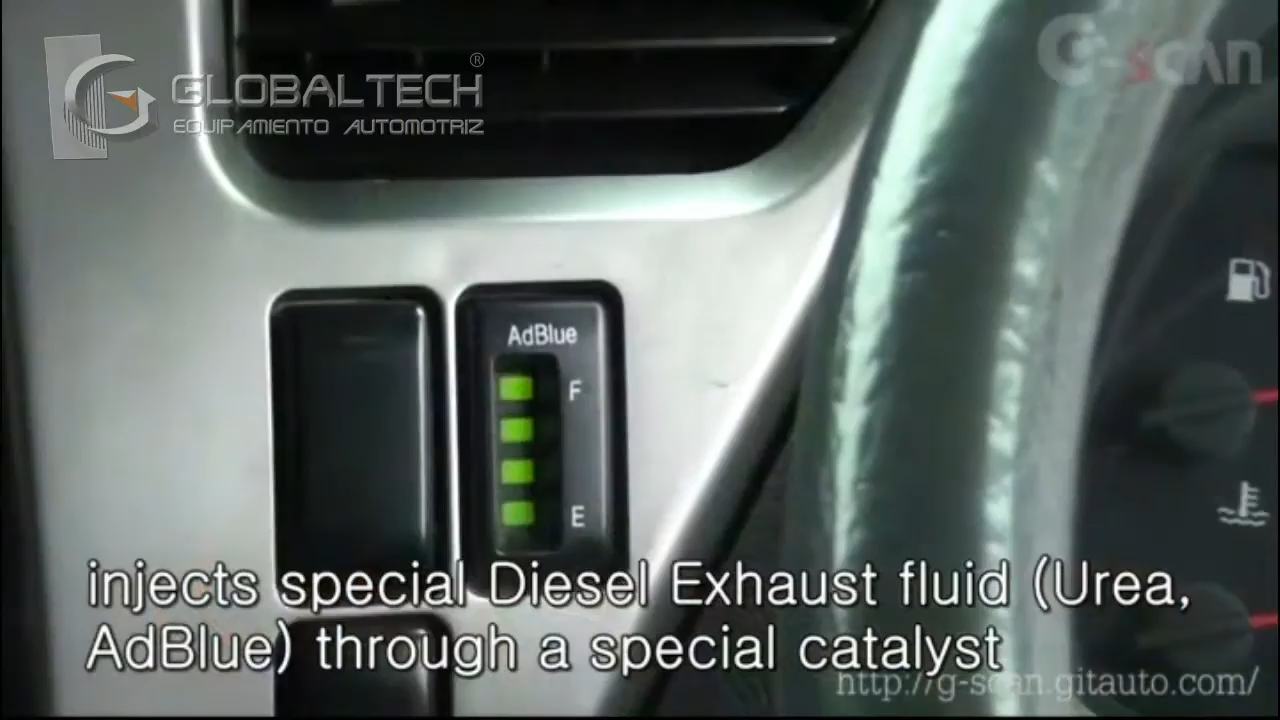 GLOBALTECH®
EQUIPAMIENTO AUTOMOTRIZ
G-SCAN
AdBlue
F
E
injects special Diesel Exhaust fluid (Urea,
AdBlue) through a special catalyst
http://g-scan.gitauto.com/